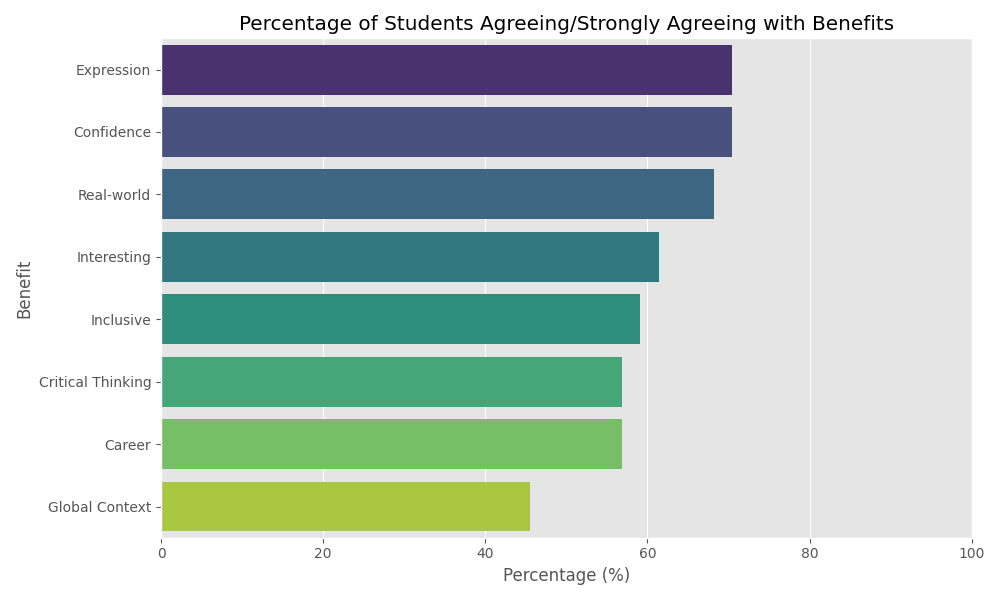 Percentage of Students Agreeing/Strongly Agreeing with Benefits
Benefit
Expression
Confidence
Real-world
Interesting
Inclusive
Critical Thinking
Career
Global Context
0 20 40 60 80 100
Percentage (%)